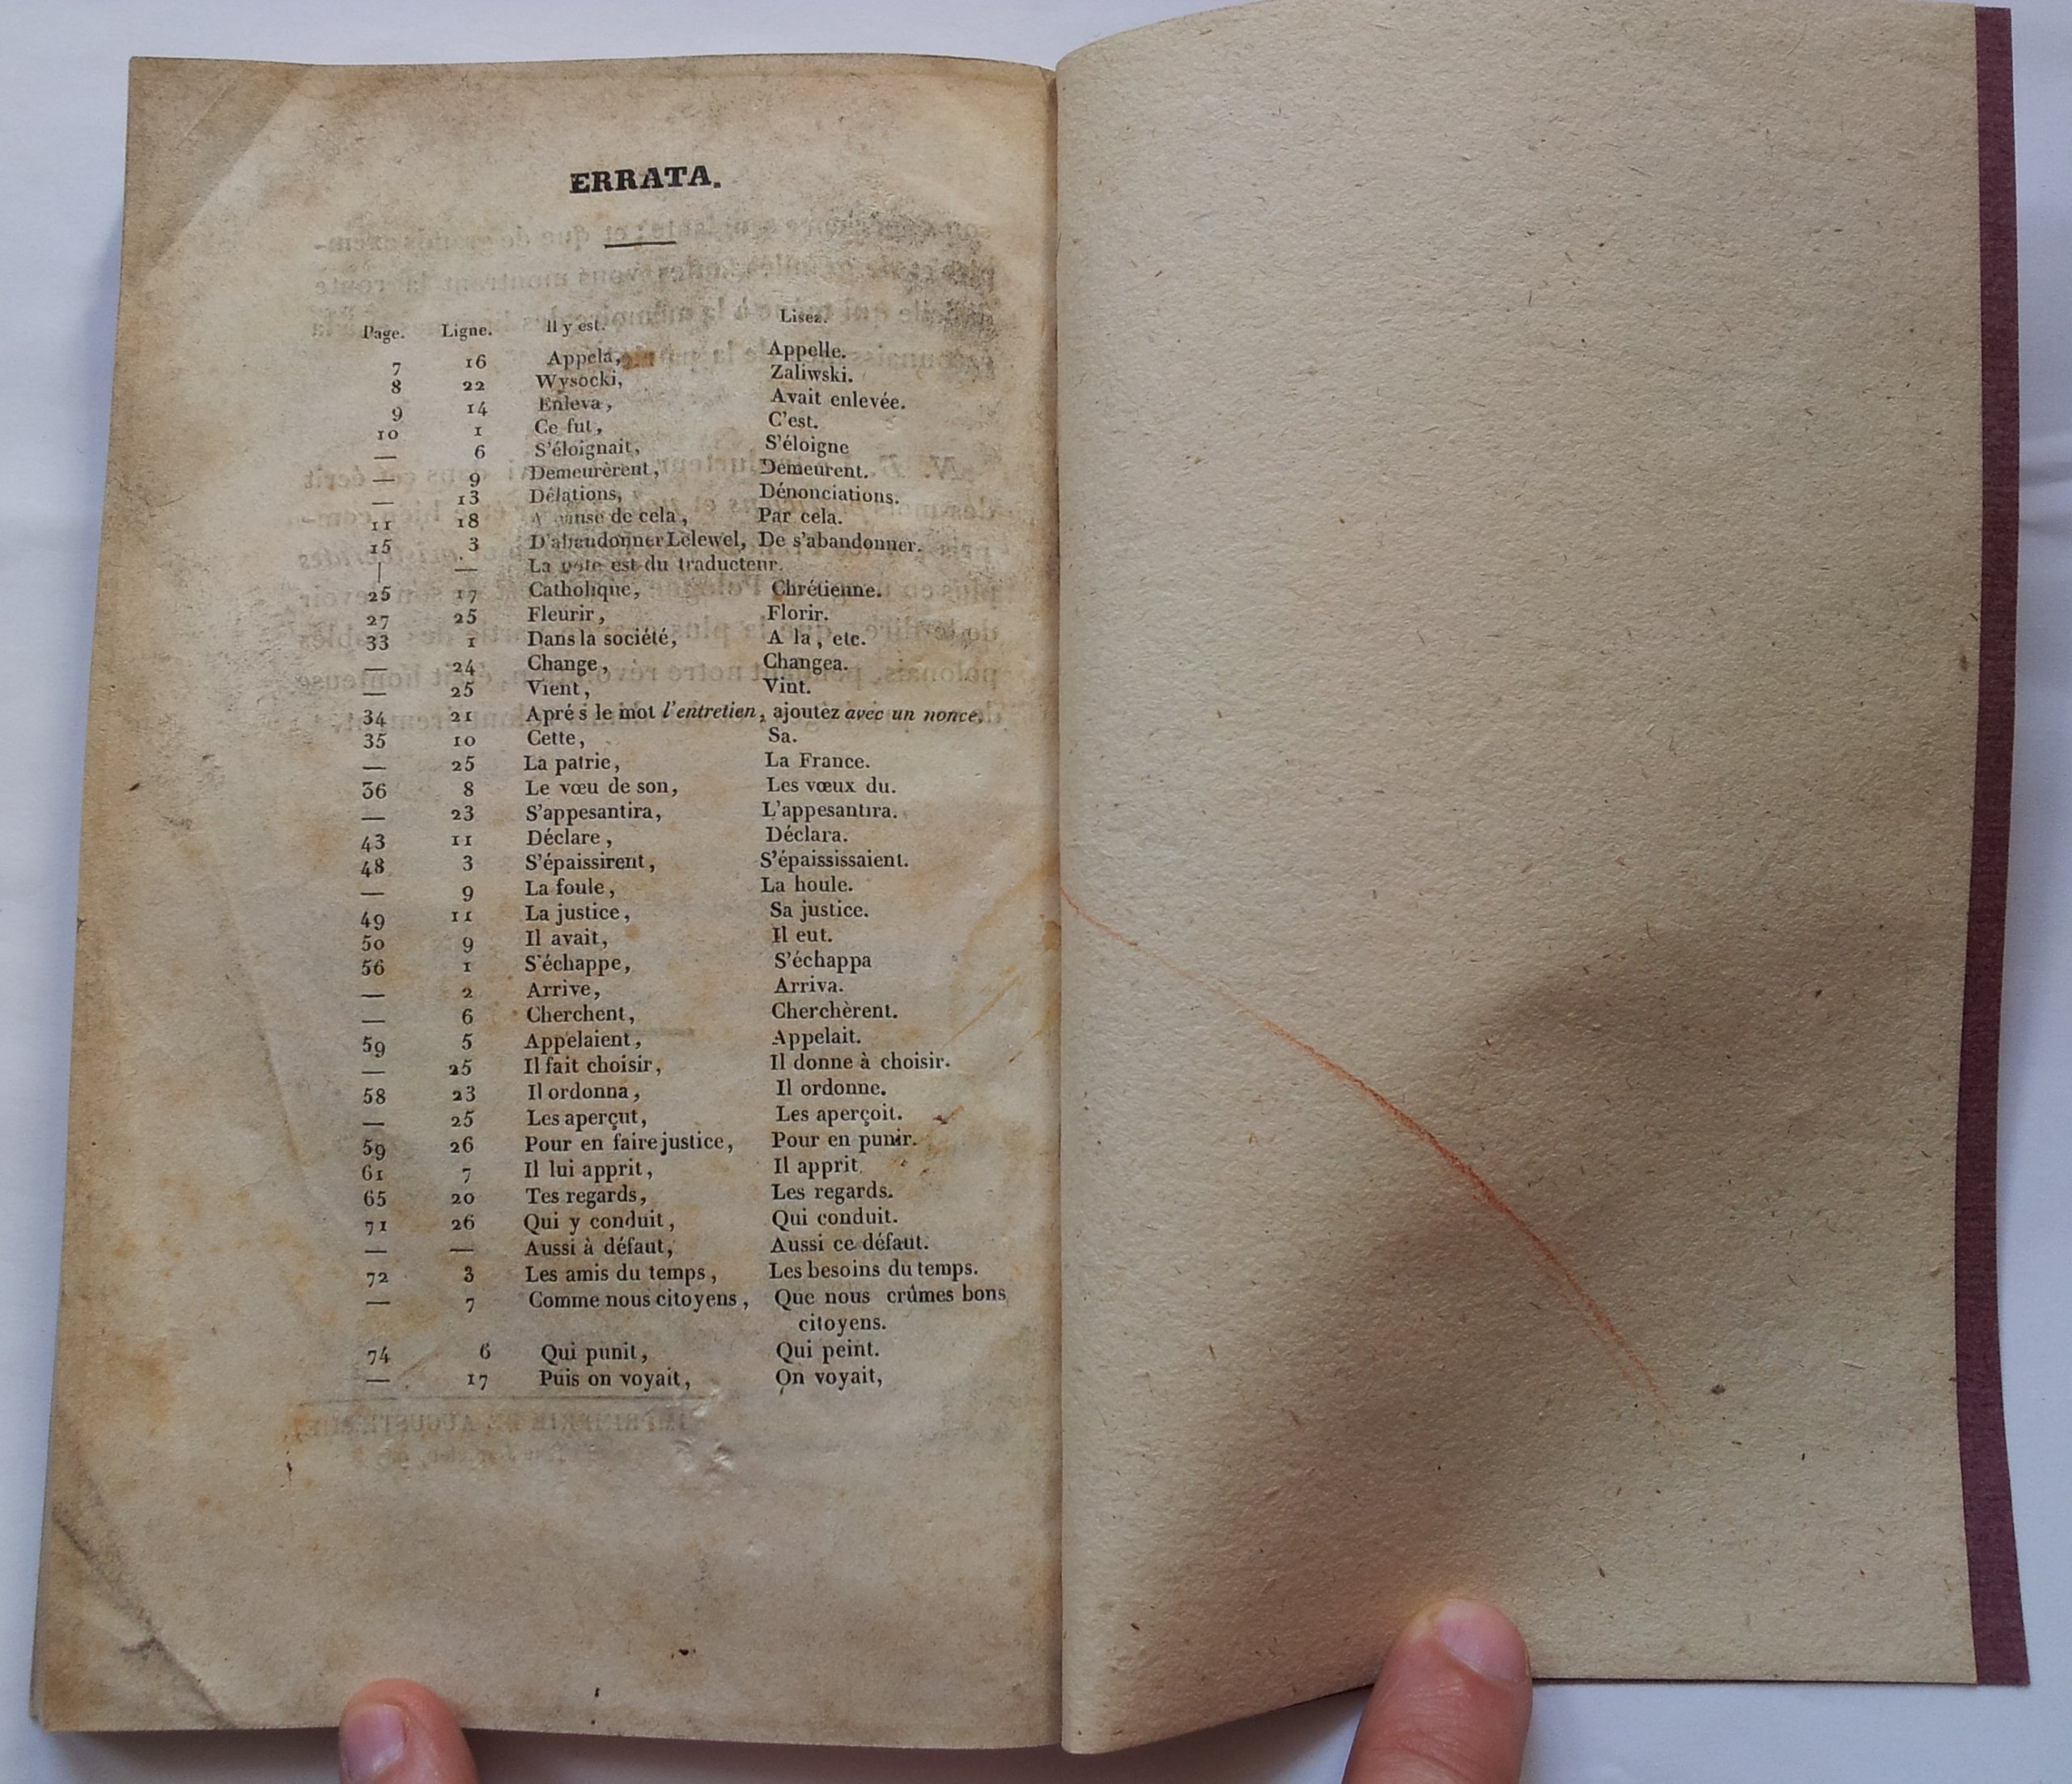 ERRATA.
Page. Ligne. Il y est. Lisez.
7 16 Appela, Appelle.
8 22 Wysocki, Zaliwski.
9 14 Enleva, Avait enlevée.
10 1 Ce fut, C'est.
— 6 S'éloignait, S'éloigne
— 9 Demeurèrent, Demeurent.
— 13 Délations, Dénonciations.
11 18 A cause de cela, Par cela.
15 3 D'abandonner Lelewel, De s'abandonner.
| — La note est du traducteur.
25 17 Catholique, Chrétienne.
27 25 Fleurir, Florir.
33 1 Dans la société, A la, etc.
— 24 Change, Changea.
— 25 Vient, Vint.
34 21 Aprés le mot l'entretien, ajoutez avec un nonce.
35 10 Cette, Sa.
— 25 La patrie, La France.
36 8 Le vœu de son, Les vœux du.
— 23 S'appesantira, L'appesantira.
43 11 Déclare, Déclara.
48 3 S'épaissirent, S'épaississaient.
— 9 La foule, La houle.
49 11 La justice, Sa justice.
50 9 Il avait, Il eut.
56 1 S'échappe, S'échappa
— 2 Arrive, Arriva.
— 6 Cherchent, Cherchèrent.
59 5 Appelaient, Appelait.
— 25 Il fait choisir, Il donne à choisir.
58 23 Il ordonna, Il ordonne.
— 25 Les aperçut, Les aperçoit.
59 26 Pour en faire justice, Pour en punir.
61 7 Il lui apprit, Il apprit
65 20 Tes regards, Les regards.
71 26 Qui y conduit, Qui conduit.
— — Aussi à défaut, Aussi ce défaut.
72 3 Les amis du temps, Les besoins du temps.
— 7 Comme nous citoyens, Que nous crûmes bons
citoyens.
74 6 Qui punit, Qui peint.
— 17 Puis on voyait, On voyait,